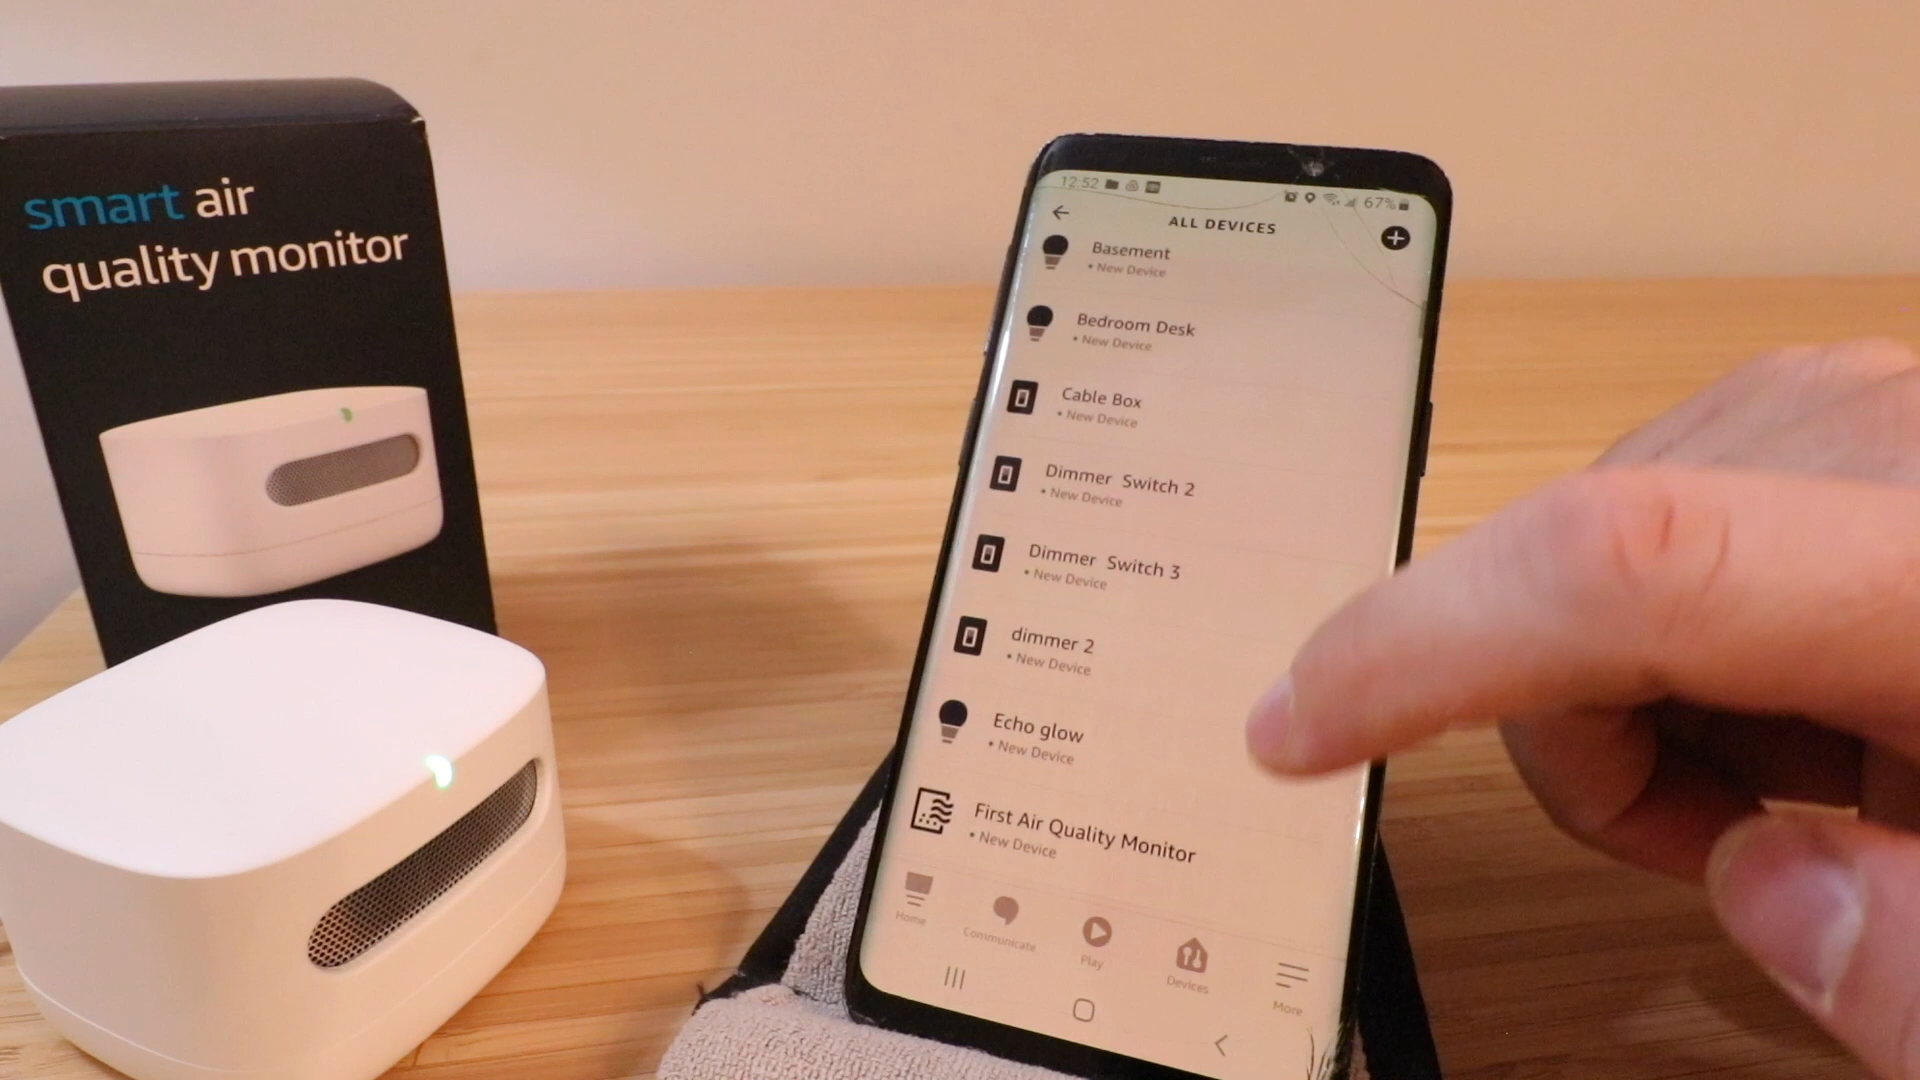 smart air
quality monitor
12:52
67%
ALL DEVICES
Basement
• New Device
Bedroom Desk
• New Device
Cable Box
• New Device
Dimmer Switch 2
• New Device
Dimmer Switch 3
• New Device
dimmer 2
• New Device
Echo glow
• New Device
First Air Quality Monitor
• New Device
Home
Communicate
Play
Devices
More